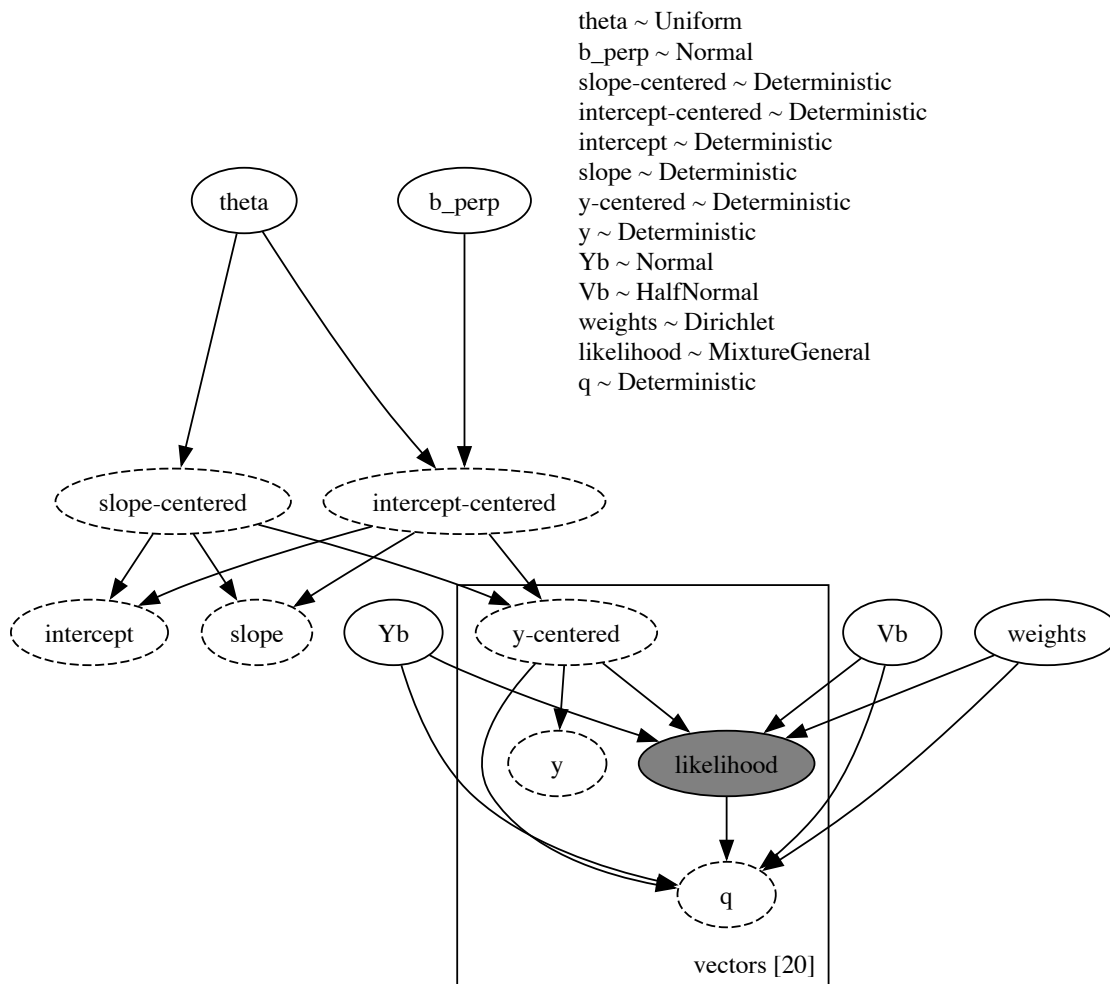 theta ~ Uniform
b_perp ~ Normal
slope-centered ~ Deterministic
intercept-centered ~ Deterministic
intercept ~ Deterministic
slope ~ Deterministic
y-centered ~ Deterministic
y ~ Deterministic
Yb ~ Normal
Vb ~ HalfNormal
weights ~ Dirichlet
likelihood ~ MixtureGeneral
q ~ Deterministic
theta
b_perp
slope-centered
intercept-centered
intercept
slope
Yb
y-centered
Vb
weights
y
likelihood
q
vectors [20]